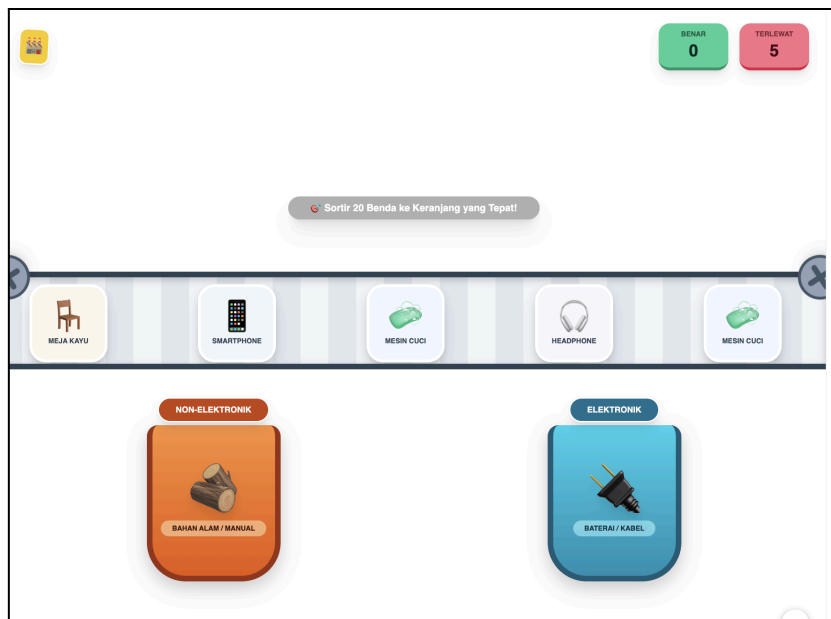 BENAR
0
TERLEWAT
5
Sortir 20 Benda ke Keranjang yang Tepat!
MEJA KAYU
SMARTPHONE
MESIN CUCI
HEADPHONE
MESIN CUCI
NON-ELEKTRONIK
ELEKTRONIK
BAHAN ALAM / MANUAL
BATERAI / KABEL